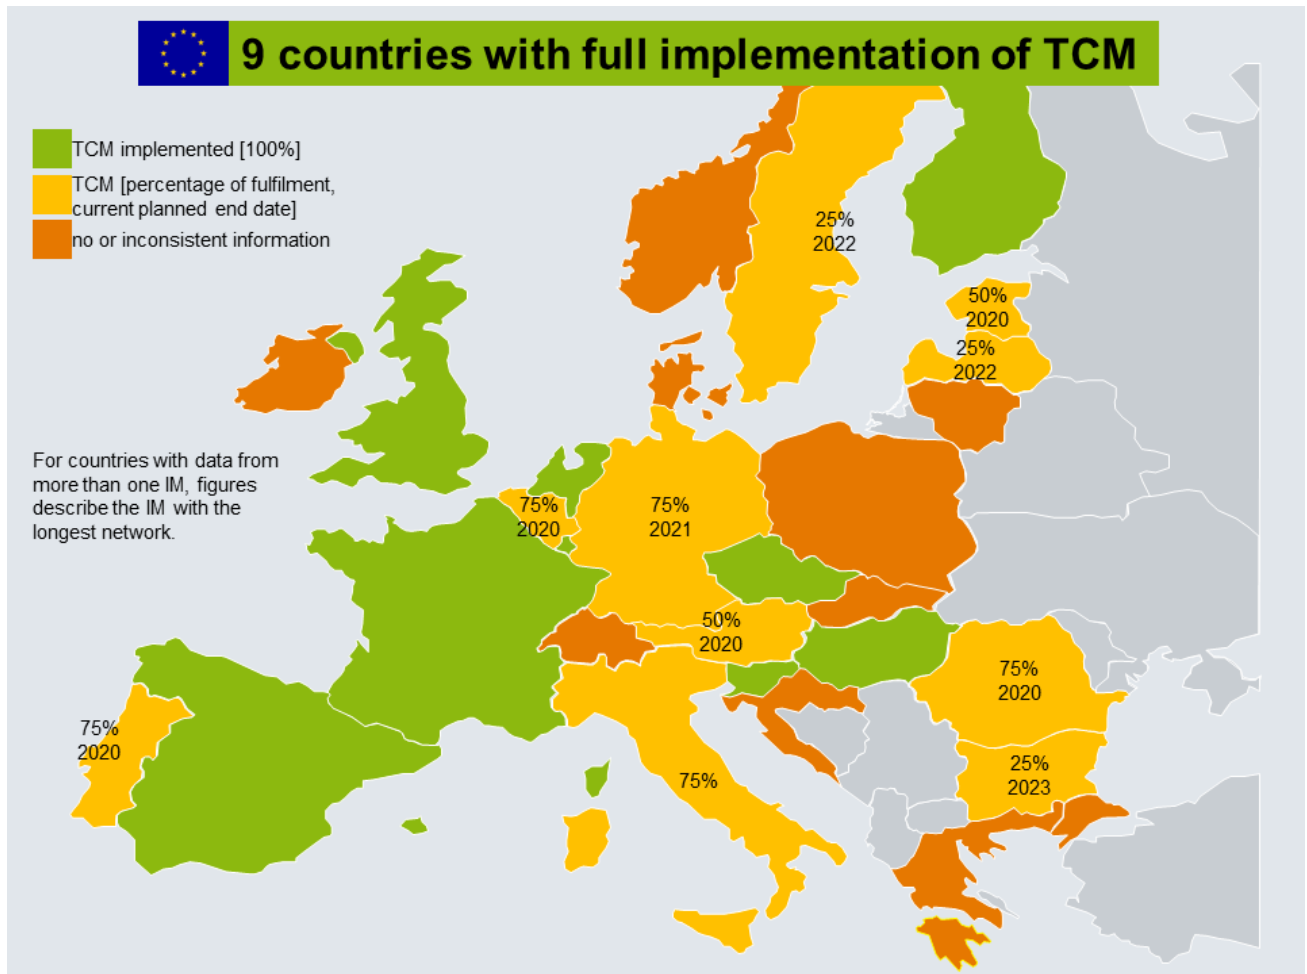 9 countries with full implementation of TCM
TCM implemented [100%]
TCM [percentage of fulfilment,
current planned end date]
no or inconsistent information
25%
2022
50%
2020
25%
2022
For countries with data from
more than one IM, figures
describe the IM with the
longest network.
75%
2020
75%
2021
50%
2020
75%
2020
75%
2020
25%
2023
75%